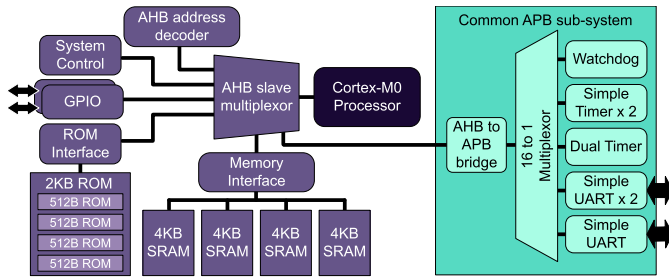 AHB address
decoder
System
Control
GPIO
ROM
Interface
2KB ROM
512B ROM
512B ROM
512B ROM
512B ROM
AHB slave
multiplexor
Cortex-M0
Processor
Memory
Interface
4KB
SRAM
4KB
SRAM
4KB
SRAM
4KB
SRAM
Common APB sub-system
AHB to
APB
bridge
16 to 1
Multiplexor
Watchdog
Simple
Timer x 2
Dual Timer
Simple
UART x 2
Simple
UART